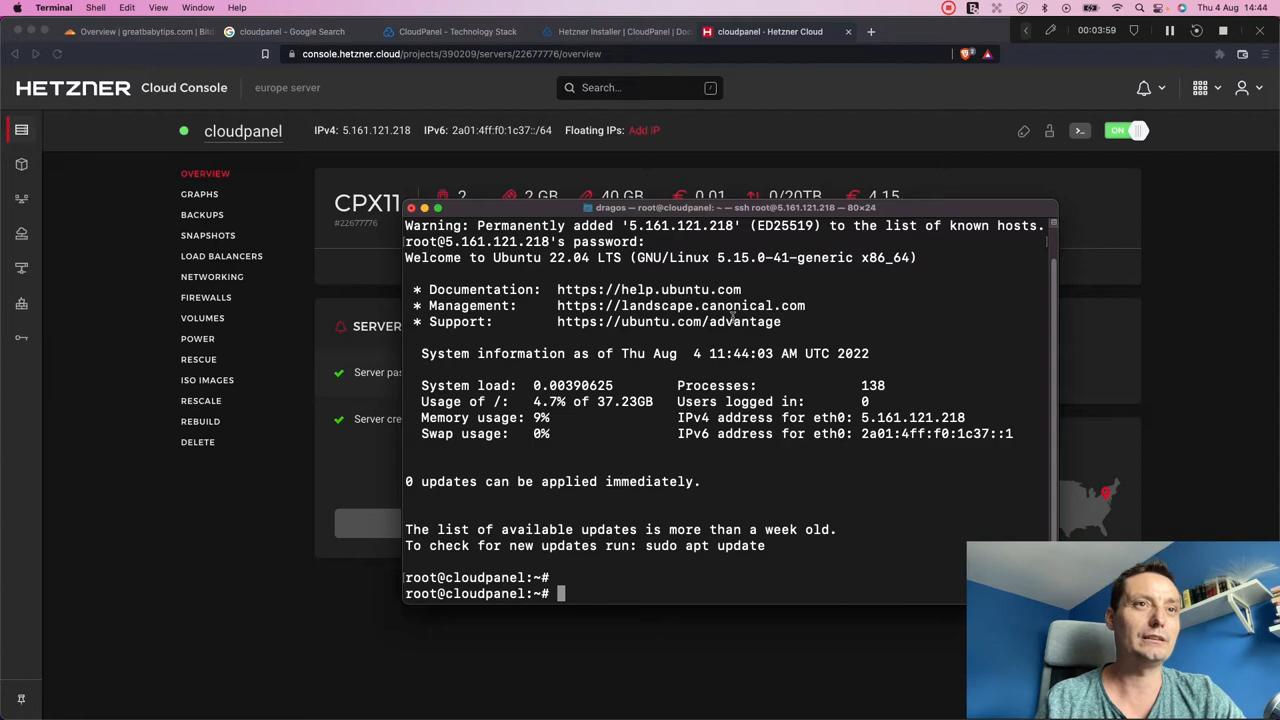 Terminal Shell Edit View Window Help Thu 4 Aug 14:44
Overview | greatbabytips.com | Bit
cloudpanel - Google Search
CloudPanel - Technology Stack
Hetzner Installer | CloudPanel | Do
cloudpanel · Hetzner Cloud
00:03:59
console.hetzner.cloud/projects/390209/servers/22677776/overview
HETZNER Cloud Console europe server Search... /
cloudpanel IPv4: 5.161.121.218 IPv6: 2a01:4ff:f0:1c37::/64 Floating IPs: Add IP ON
OVERVIEW
GRAPHS
BACKUPS
SNAPSHOTS
LOAD BALANCERS
NETWORKING
FIREWALLS
VOLUMES
POWER
RESCUE
ISO IMAGES
RESCALE
REBUILD
DELETE
CPX11 2 2 GB 40 GB 0.01 0/20TB 4.15
#22677776
SERVER
Server pas
Server cre
dragos — root@cloudpanel: ~ — ssh root@5.161.121.218 — 80×24
Warning: Permanently added '5.161.121.218' (ED25519) to the list of known hosts.
root@5.161.121.218's password:
Welcome to Ubuntu 22.04 LTS (GNU/Linux 5.15.0-41-generic x86_64)
* Documentation: https://help.ubuntu.com
* Management: https://landscape.canonical.com
* Support: https://ubuntu.com/advantage
System information as of Thu Aug 4 11:44:03 AM UTC 2022
System load: 0.00390625 Processes: 138
Usage of /: 4.7% of 37.23GB Users logged in: 0
Memory usage: 9% IPv4 address for eth0: 5.161.121.218
Swap usage: 0% IPv6 address for eth0: 2a01:4ff:f0:1c37::1
0 updates can be applied immediately.
The list of available updates is more than a week old.
To check for new updates run: sudo apt update
root@cloudpanel:~#
root@cloudpanel:~#